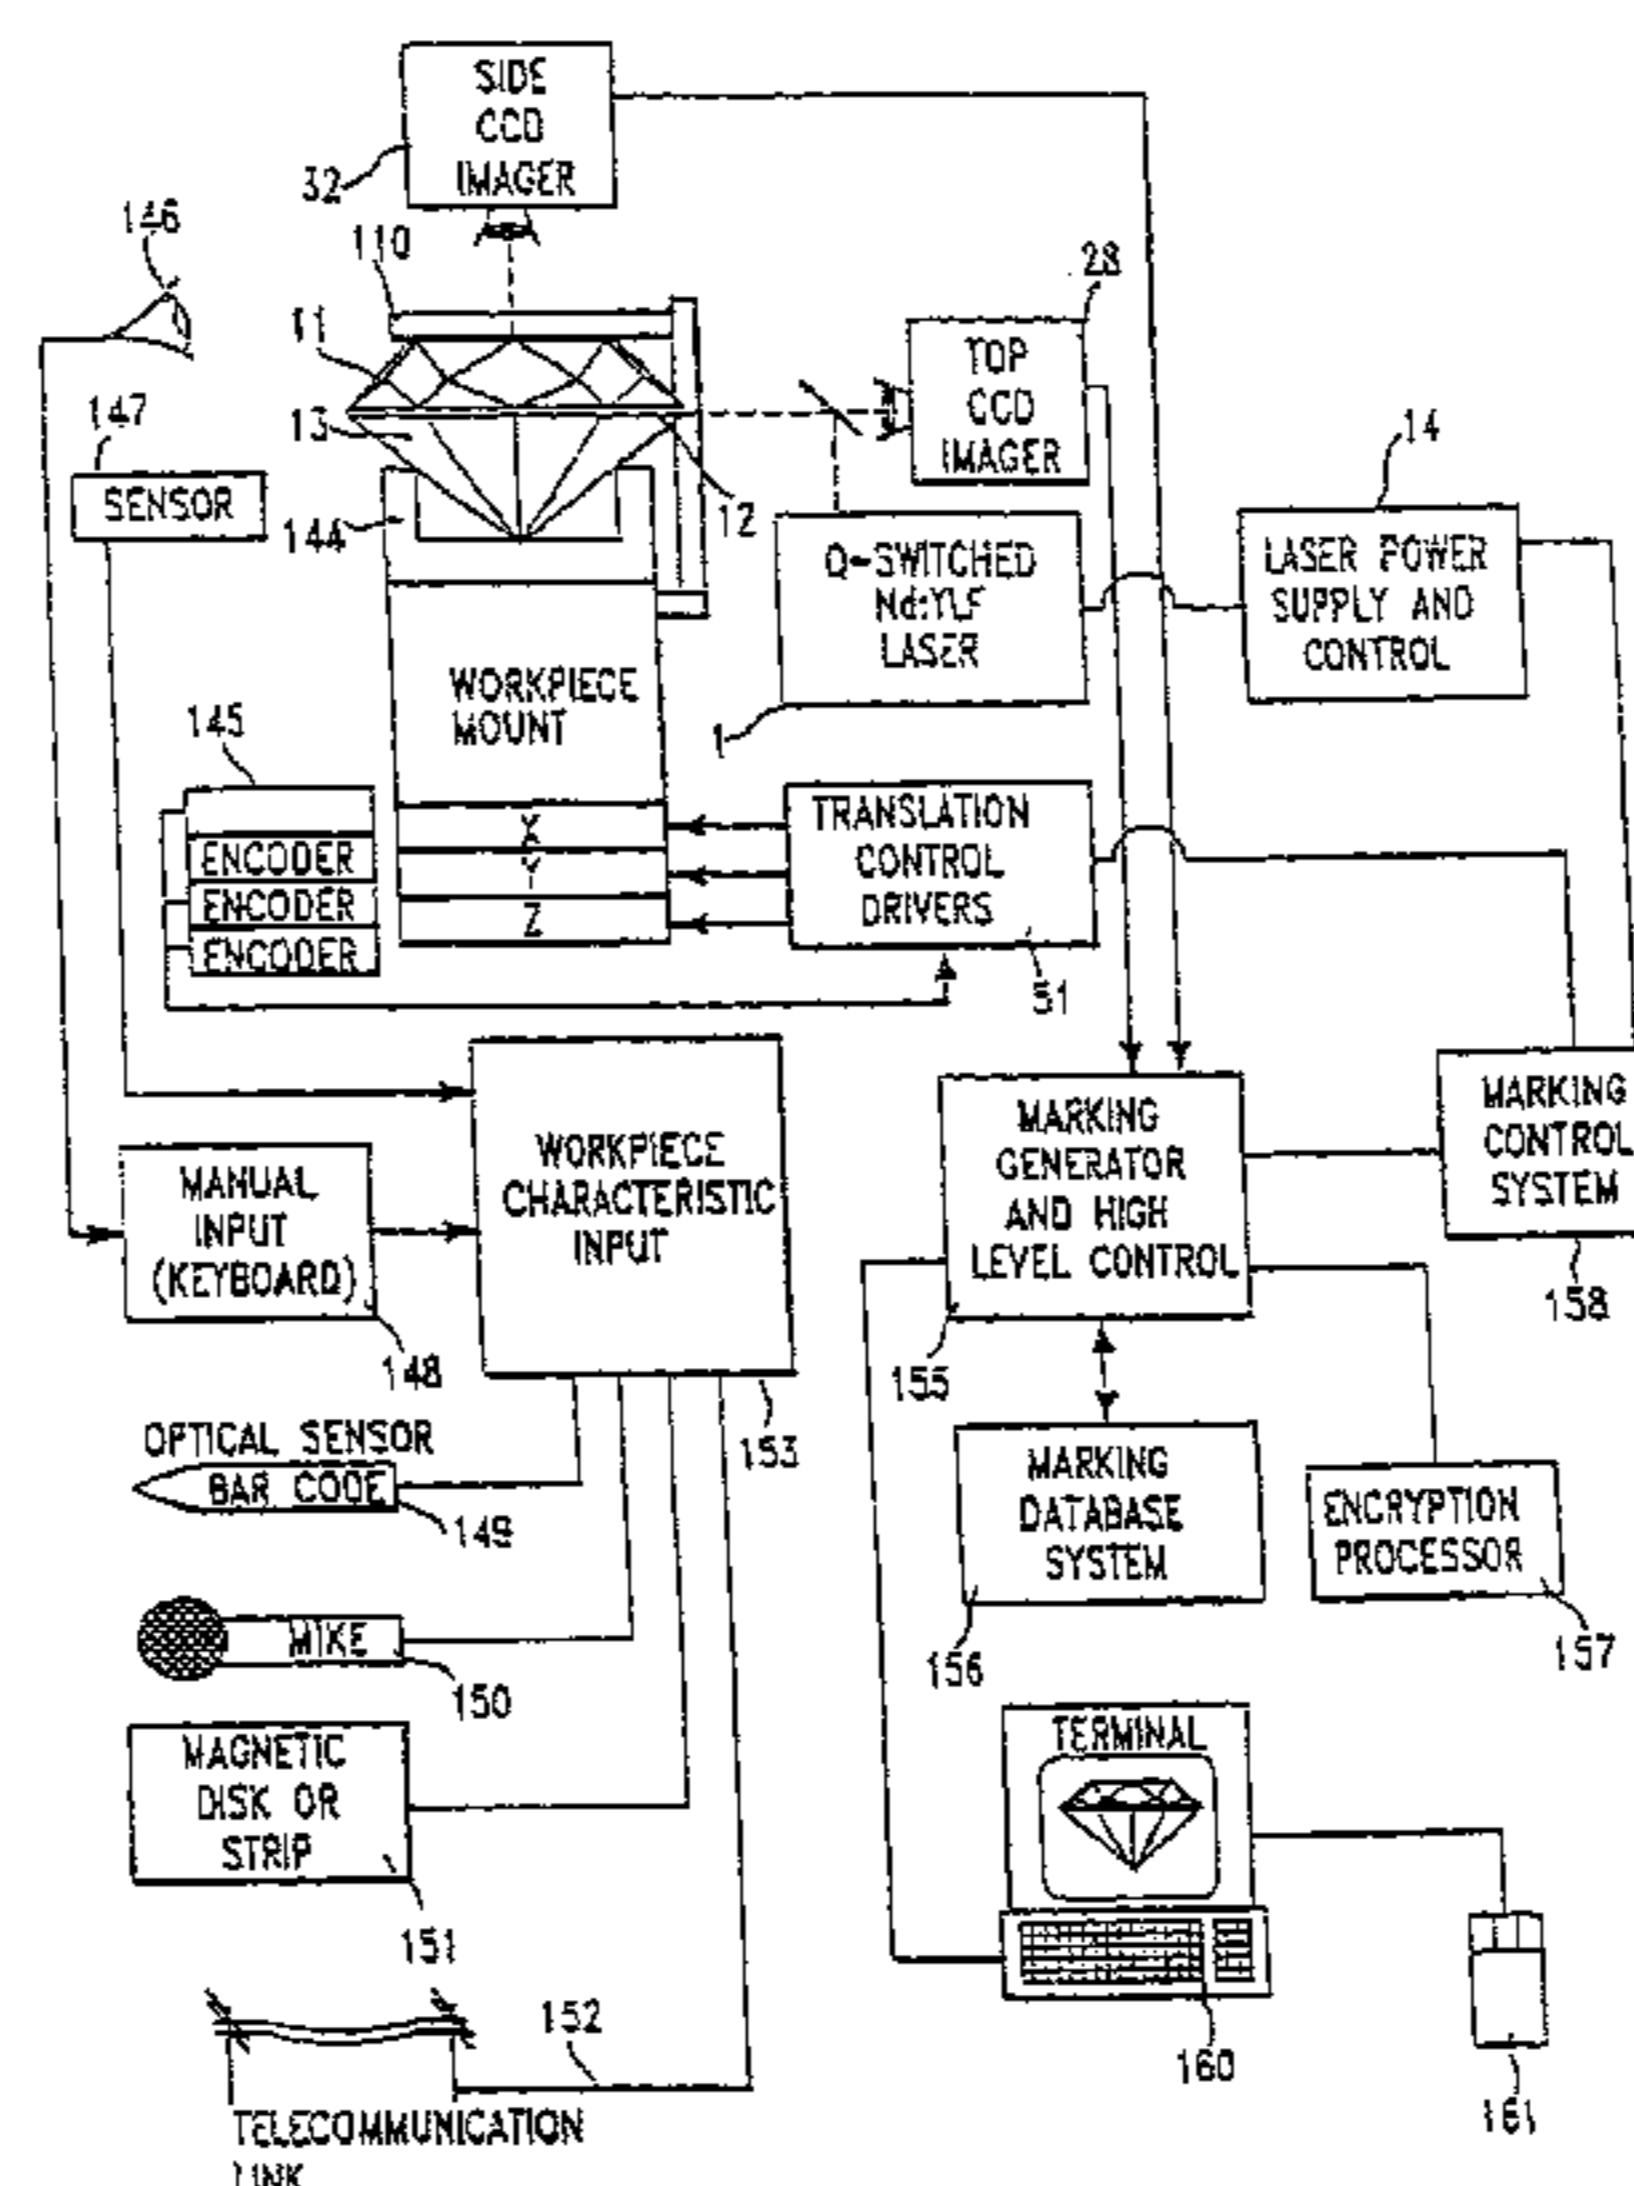 SIDE
CCD
IMAGER
32
146
110
28
11
TOP
CCD
IMAGER
147
13
14
SENSOR
144
12
Q-SWITCHED
Nd:YLF
LASER
LASER POWER
SUPPLY AND
CONTROL
WORKPIECE
MOUNT
1
145
X
Y
Z
ENCODER
ENCODER
ENCODER
TRANSLATION
CONTROL
DRIVERS
51
WORKPIECE
CHARACTERISTIC
INPUT
MARKING
GENERATOR
AND HIGH
LEVEL CONTROL
MARKING
CONTROL
SYSTEM
MANUAL
INPUT
(KEYBOARD)
158
148
155
153
OPTICAL SENSOR
BAR CODE
149
MARKING
DATABASE
SYSTEM
ENCRYPTION
PROCESSOR
MIKE
156
157
150
MAGNETIC
DISK OR
STRIP
TERMINAL
151
152
160
161
TELECOMMUNICATION
LINK